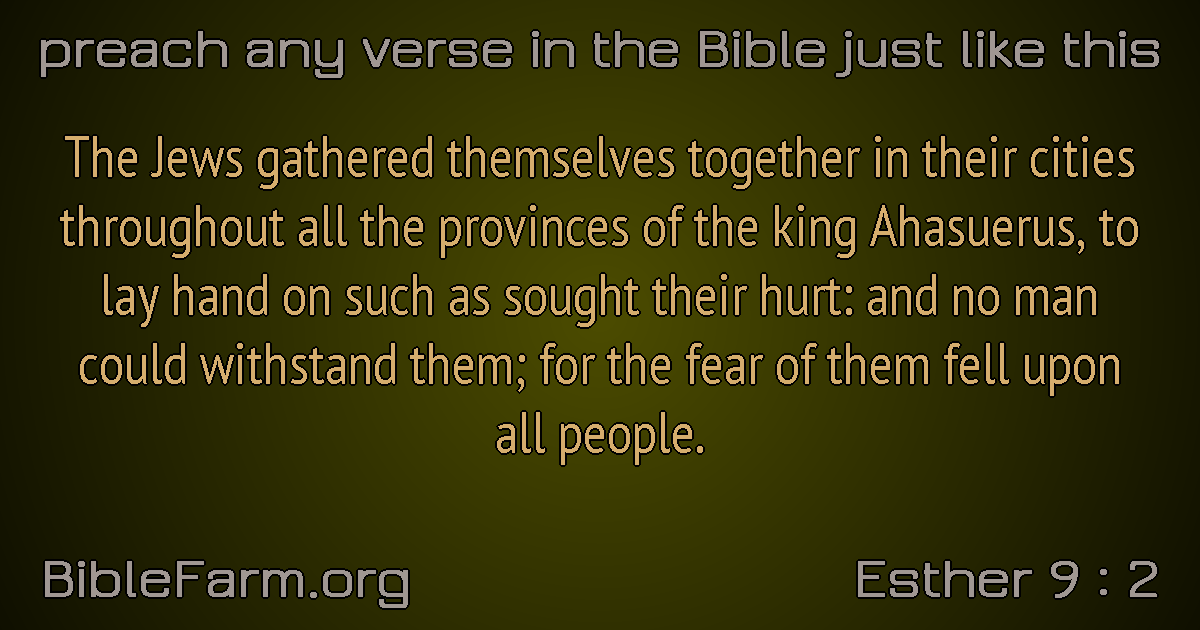 preach any verse in the Bible just like this
The Jews gathered themselves together in their cities
throughout all the provinces of the king Ahasuerus, to
lay hand on such as sought their hurt: and no man
could withstand them; for the fear of them fell upon
all people.
BibleFarm.org
Esther 9 : 2